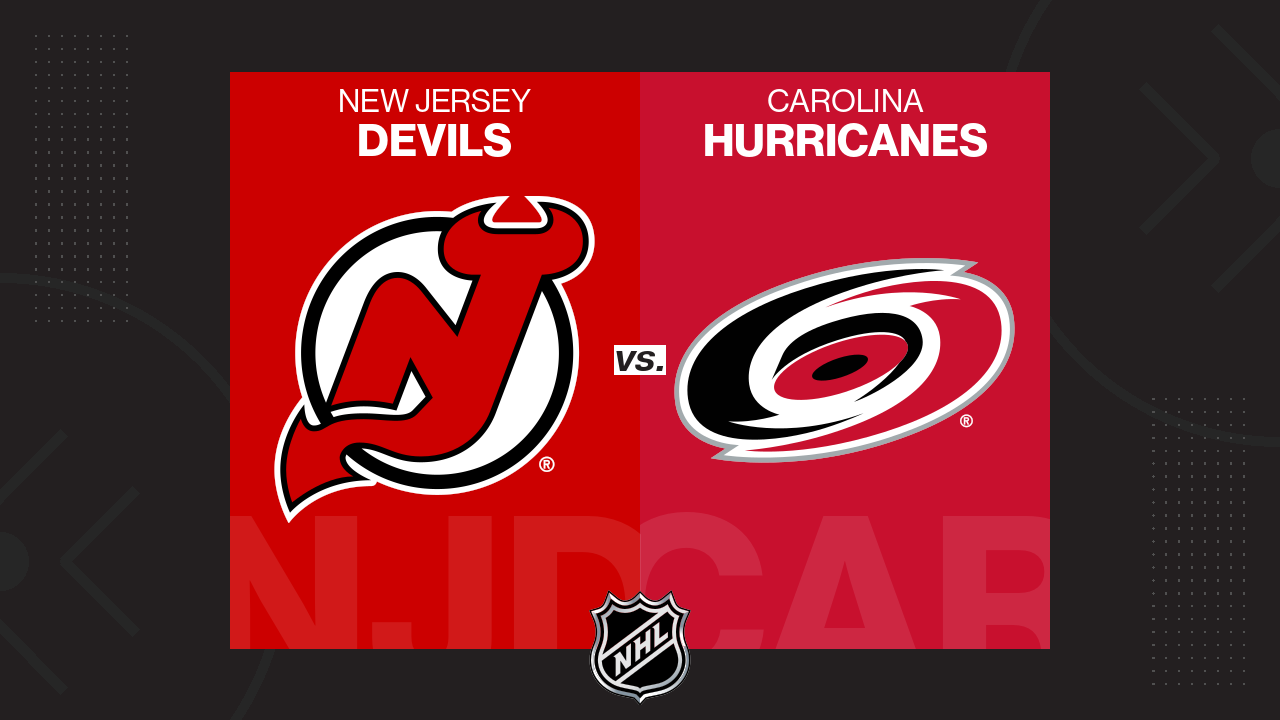 NEW JERSEY
DEVILS
CAROLINA
HURRICANES
vs.
®
®
NJD
CAR
NHL